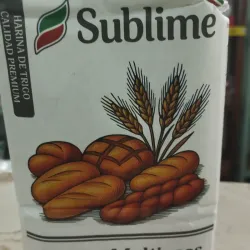 Sublime
HARINA DE TRIGO
CALIDAD PREMIUM